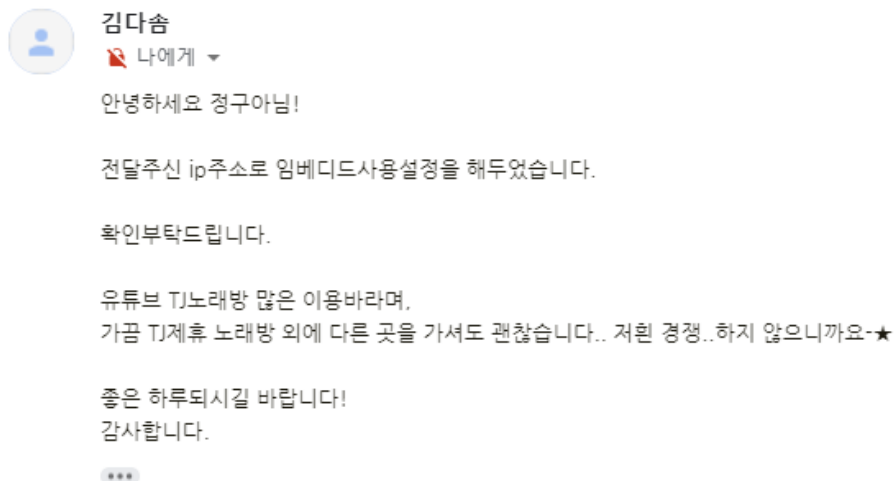 김다솜
나에게
안녕하세요 정구아님!
전달주신 ip주소로 임베디드사용설정을 해두었습니다.
확인부탁드립니다.
유튜브 TJ노래방 많은 이용바라며,
가끔 TJ제휴 노래방 외에 다른 곳을 가셔도 괜찮습니다.. 저흰 경쟁..하지 않으니까요-★
좋은 하루되시길 바랍니다!
감사합니다.